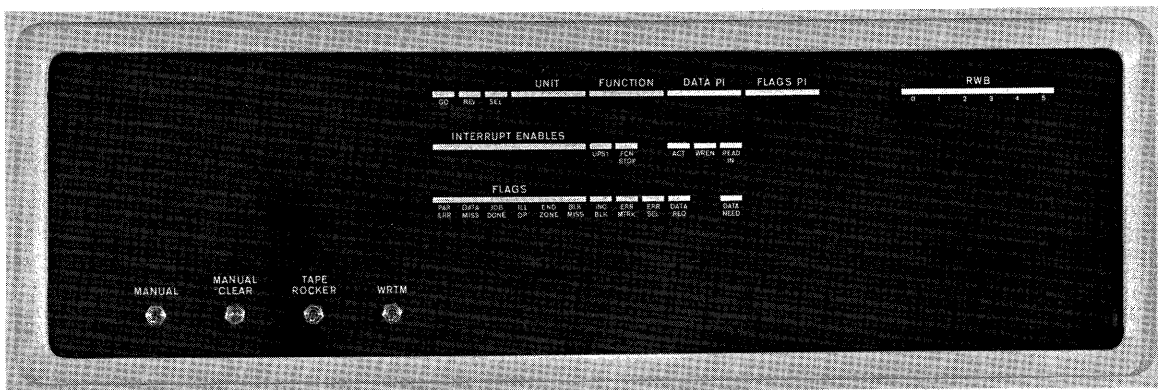 UNIT FUNCTION DATA PI FLAGS PI RWB
GO REV SEL 0 1 2 3 4 5
INTERRUPT ENABLES
UPS1 FCN STOP ACT WREN READ IN
FLAGS
PAR ERR DATA MISS JOB DONE ILL OP END ZONE BLK MISS INC BLK ERR MTRK ERR SEL DATA REQ DATA NEED
MANUAL MANUAL CLEAR TAPE ROCKER WRTM